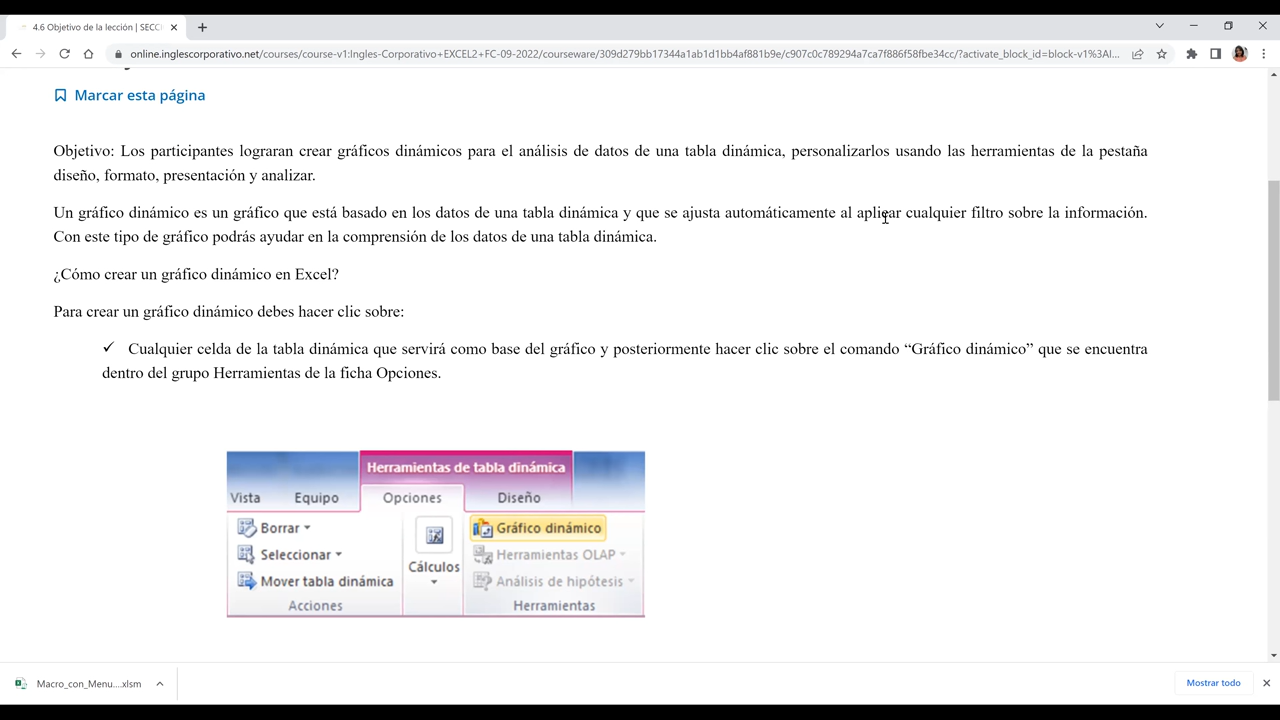 4.6 Objetivo de la lección | SECCI
online.inglescorporativo.net/courses/course-v1:Ingles-Corporativo+EXCEL2+FC-09-2022/courseware/309d279bb17344a1ab1d1bb4af881b9e/c907c0c789294a7ca7f886f58fbe34cc/?activate_block_id=block-v1%3AI...
Marcar esta página
Objetivo: Los participantes lograran crear gráficos dinámicos para el análisis de datos de una tabla dinámica, personalizarlos usando las herramientas de la pestaña
diseño, formato, presentación y analizar.
Un gráfico dinámico es un gráfico que está basado en los datos de una tabla dinámica y que se ajusta automáticamente al aplicar cualquier filtro sobre la información.
Con este tipo de gráfico podrás ayudar en la comprensión de los datos de una tabla dinámica.
¿Cómo crear un gráfico dinámico en Excel?
Para crear un gráfico dinámico debes hacer clic sobre:
✓ Cualquier celda de la tabla dinámica que servirá como base del gráfico y posteriormente hacer clic sobre el comando “Gráfico dinámico” que se encuentra
dentro del grupo Herramientas de la ficha Opciones.
Herramientas de tabla dinámica
Vista Equipo Opciones Diseño
Borrar
Seleccionar
Mover tabla dinámica
Acciones
Cálculos
Gráfico dinámico
Herramientas OLAP
Análisis de hipótesis
Herramientas
Macro_con_Menu....xlsm
Mostrar todo